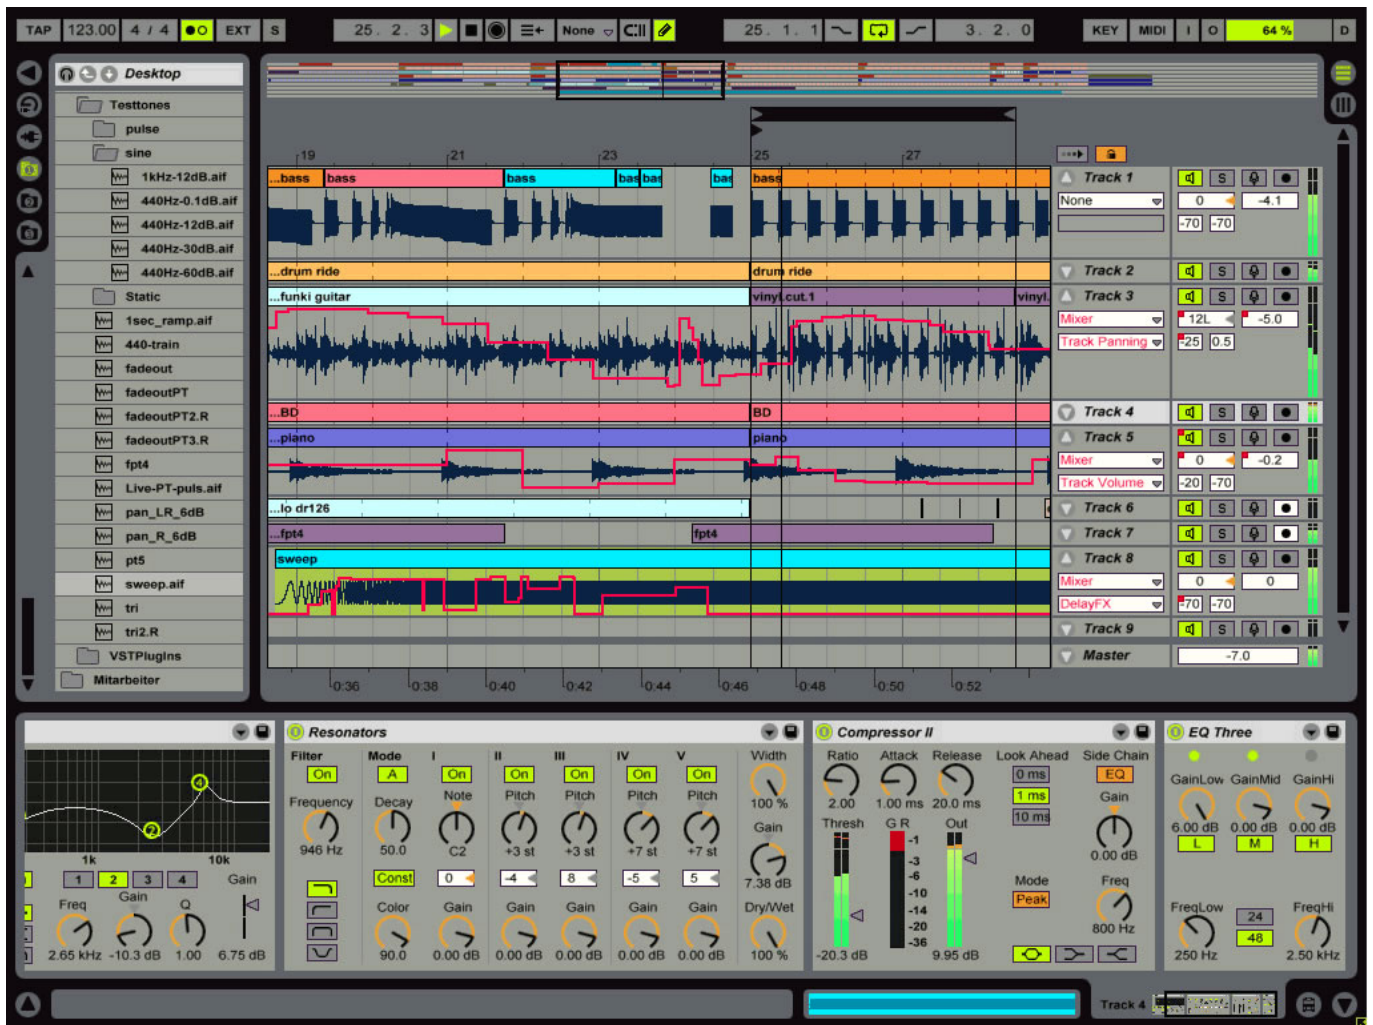 TAP 123.00 4 / 4 EXT S 25. 2. 3 None 25. 1. 1 3. 2. 0 KEY MIDI I O 64 % D
Desktop
Testtones
pulse
sine
1kHz-12dB.aif
440Hz-0.1dB.aif
440Hz-12dB.aif
440Hz-30dB.aif
440Hz-60dB.aif
Static
1sec_ramp.aif
440-train
fadeout
fadeoutPT
fadeoutPT2.R
fadeoutPT3.R
fpt4
Live-PT-puls.aif
pan_LR_6dB
pan_R_6dB
pt5
sweep.aif
tri
tri2.R
VSTPlugIns
Mitarbeiter
19 21 23 25 27
...bass bass bass bas bas bas bass
...drum ride drum ride
...funki guitar vinyl.cut.1 vinyl.
...BD BD
...piano piano
...lo dr126
...fpt4 fpt4
sweep
0:36 0:38 0:40 0:42 0:44 0:46 0:48 0:50 0:52
Track 1 S
None 0 -4.1
-70 -70
Track 2 S
Track 3 S
Mixer 12L -5.0
Track Panning -25 0.5
Track 4 S
Track 5 S
Mixer 0 -0.2
Track Volume -20 -70
Track 6 S
Track 7 S
Track 8 S
Mixer 0 0
DelayFX -70 -70
Track 9 S
Master -7.0
4
2
1k 10k
1 2 3 4 Gain
Freq Gain Q
2.65 kHz -10.3 dB 1.00 6.75 dB
Resonators
Filter Mode I II III IV V Width
On A On On On On On
Frequency Decay Note Pitch Pitch Pitch Pitch 100 %
946 Hz 50.0 C2 +3 st +3 st +7 st +7 st Gain
Const 0 -4 8 -5 5 7.38 dB
Color Gain Gain Gain Gain Gain Dry/Wet
90.0 0.00 dB 0.00 dB 0.00 dB 0.00 dB 0.00 dB 100 %
Compressor II
Ratio Attack Release Look Ahead Side Chain
0 ms EQ
2.00 1.00 ms 20.0 ms 1 ms Gain
10 ms
Thresh G R Out
-1
-3
-6
-10
-14
-20
-36
0.00 dB
Mode Freq
Peak
800 Hz
-20.3 dB 9.95 dB
EQ Three
GainLow GainMid GainHi
6.00 dB 0.00 dB 0.00 dB
L M H
FreqLow 24 FreqHi
48
250 Hz 2.50 kHz
Track 4